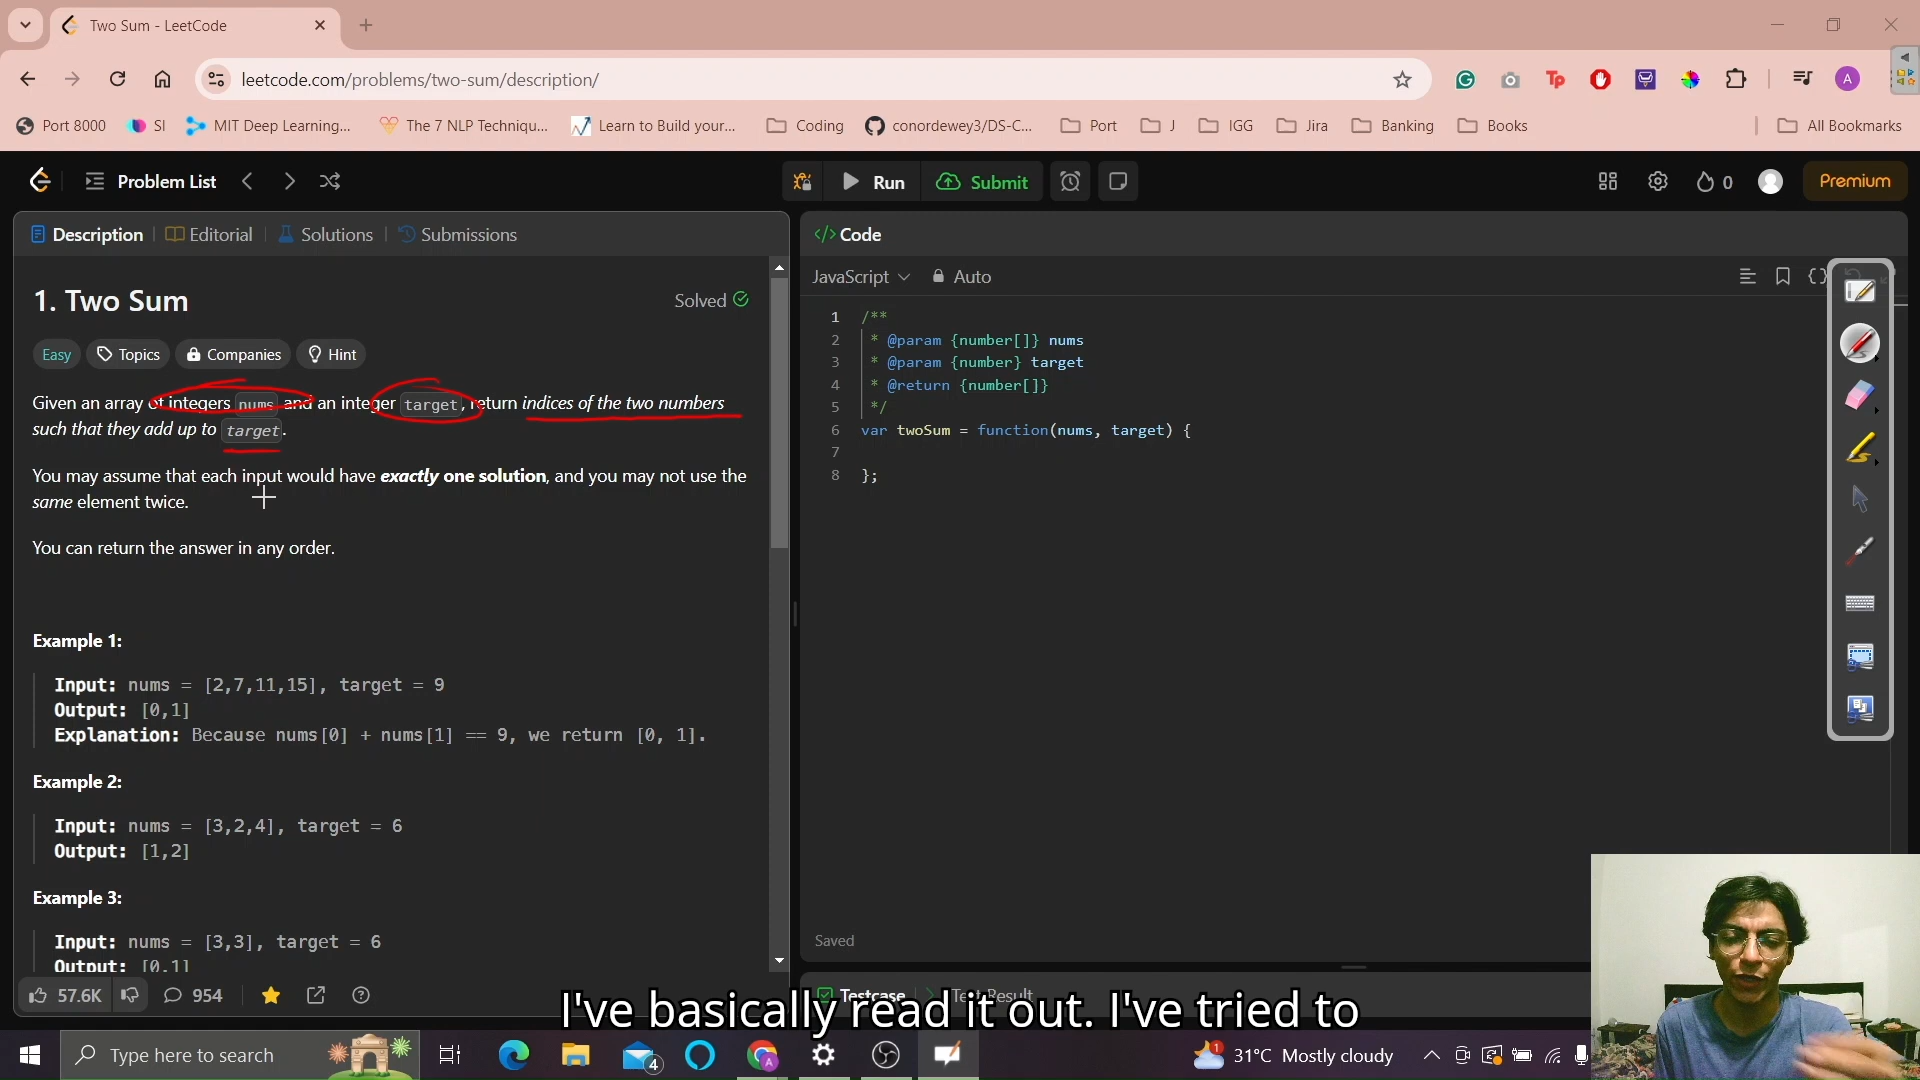 Two Sum - LeetCode
leetcode.com/problems/two-sum/description/
Port 8000
SI
MIT Deep Learning...
The 7 NLP Techniqu...
Learn to Build your...
Coding
conordewey3/DS-C...
Port
J
IGG
Jira
Banking
Books
All Bookmarks
Problem List
Run
Submit
0
Premium
Description
Editorial
Solutions
Submissions
1. Two Sum
Solved
Easy
Topics
Companies
Hint
Given an array of integers nums and an integer target, return indices of the two numbers
such that they add up to target.
You may assume that each input would have exactly one solution, and you may not use the
same element twice.
You can return the answer in any order.
Example 1:
Input: nums = [2,7,11,15], target = 9
Output: [0,1]
Explanation: Because nums[0] + nums[1] == 9, we return [0, 1].
Example 2:
Input: nums = [3,2,4], target = 6
Output: [1,2]
Example 3:
Input: nums = [3,3], target = 6
Output: [0,1]
57.6K
954
</> Code
JavaScript
Auto
1 /**
2 * @param {number[]} nums
3 * @param {number} target
4 * @return {number[]}
5 */
6 var twoSum = function(nums, target) {
7
8 };
Saved
Testcase
Test Result
I've basically read it out. I've tried to
Type here to search
4
1
31°C Mostly cloudy